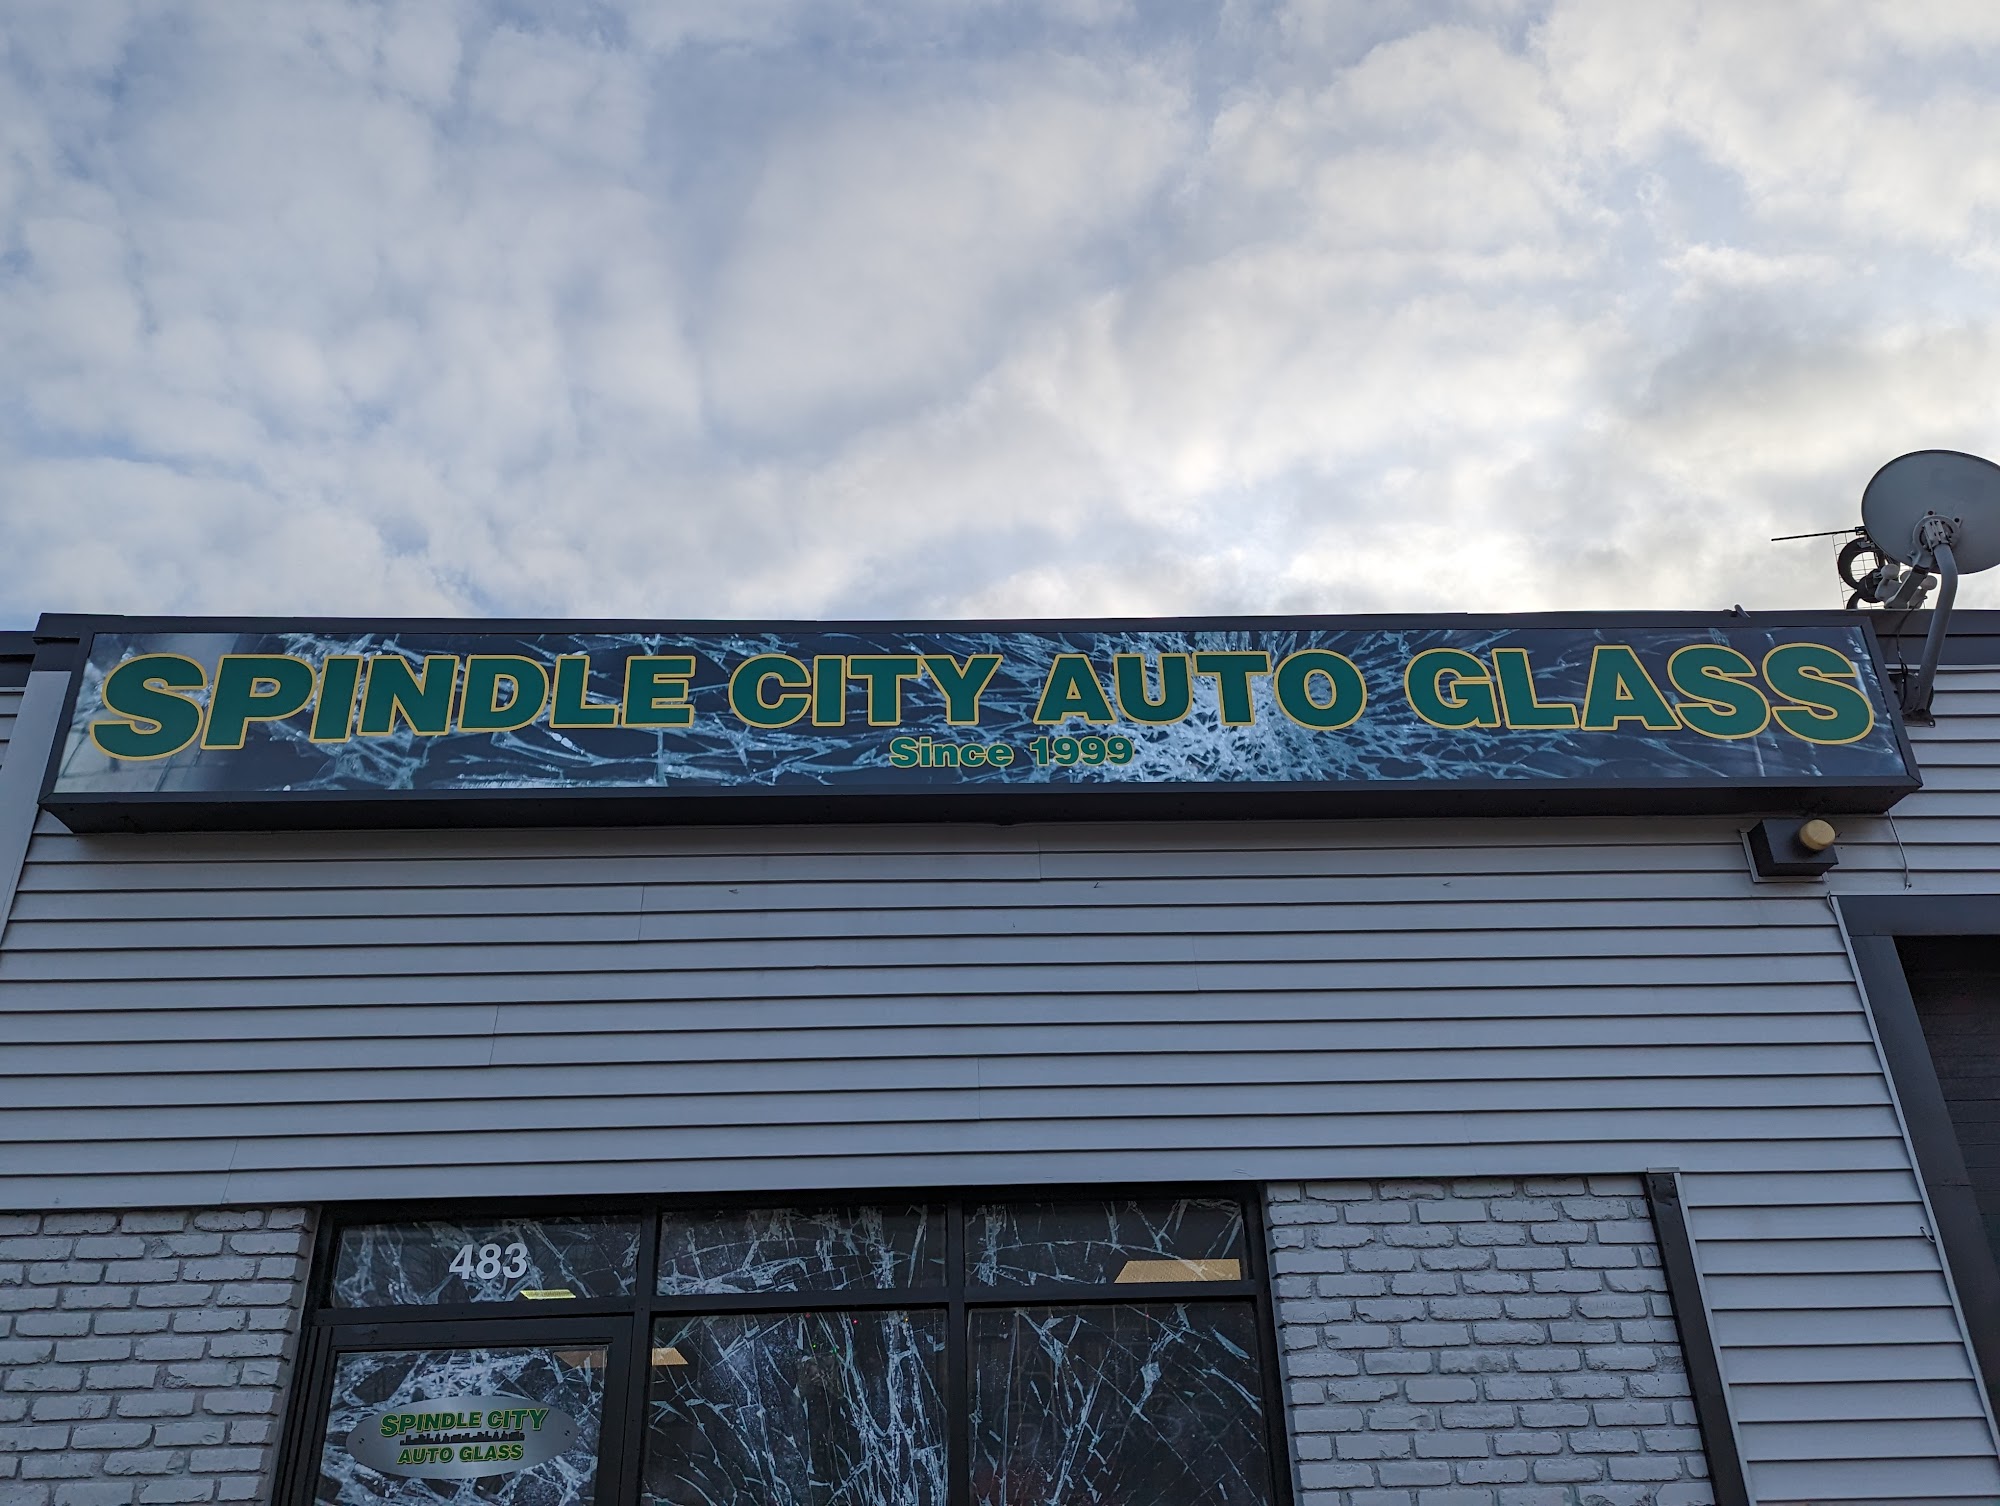 SPINDLE CITY AUTO GLASS
Since 1999
483
SPINDLE CITY
AUTO GLASS